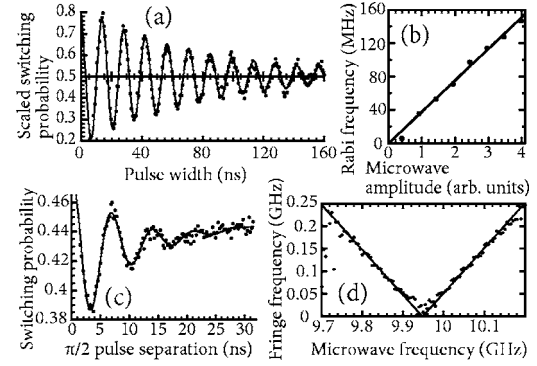 (a)
Scaled switching
probability
0.8
0.7
0.6
0.5
0.4
0.3
0.2
0 40 80 120 160
Pulse width (ns)
(b)
Rabi frequency (MHz)
160
120
80
40
0
0 1 2 3 4
Microwave
amplitude (arb. units)
(c)
Switching probability
0.46
0.44
0.42
0.40
0.38
0 5 10 15 20 25 30
π/2 pulse separation (ns)
(d)
Fringe frequency (GHz)
0.25
0.2
0.15
0.1
0.05
0
9.7 9.8 9.9 10.1
Microwave frequency (GHz)